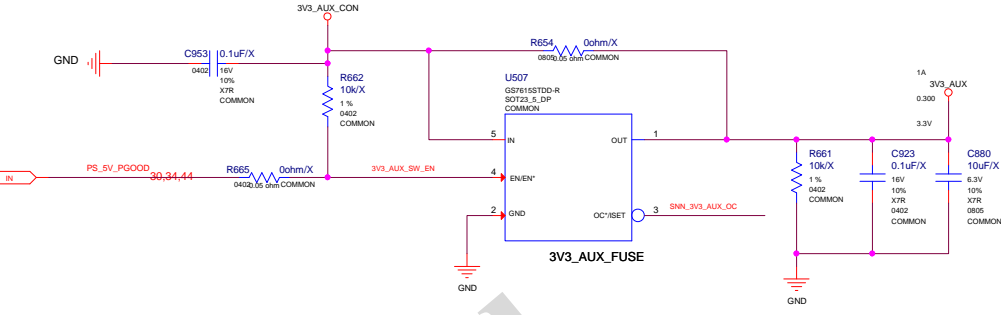 3V3_AUX_CON
GND
C953
0.1uF/X
0402
16V
10%
X7R
COMMON
R662
10k/X
1 %
0402
COMMON
R654
0ohm/X
0805
0.05 ohm
COMMON
U507
GS7615STDD-R
SOT23_5_DP
COMMON
5
IN
OUT
1
4
EN/EN*
2
GND
OC*/ISET
3
SNN_3V3_AUX_OC
3V3_AUX_FUSE
GND
IN
PS_5V_PGOOD
30,34,44
R665
0ohm/X
0402
0.05 ohm
COMMON
3V3_AUX_SW_EN
1A
3V3_AUX
0.300
3.3V
R661
10k/X
1 %
0402
COMMON
C923
0.1uF/X
16V
10%
X7R
0402
COMMON
C880
10uF/X
6.3V
10%
X7R
0805
COMMON
GND